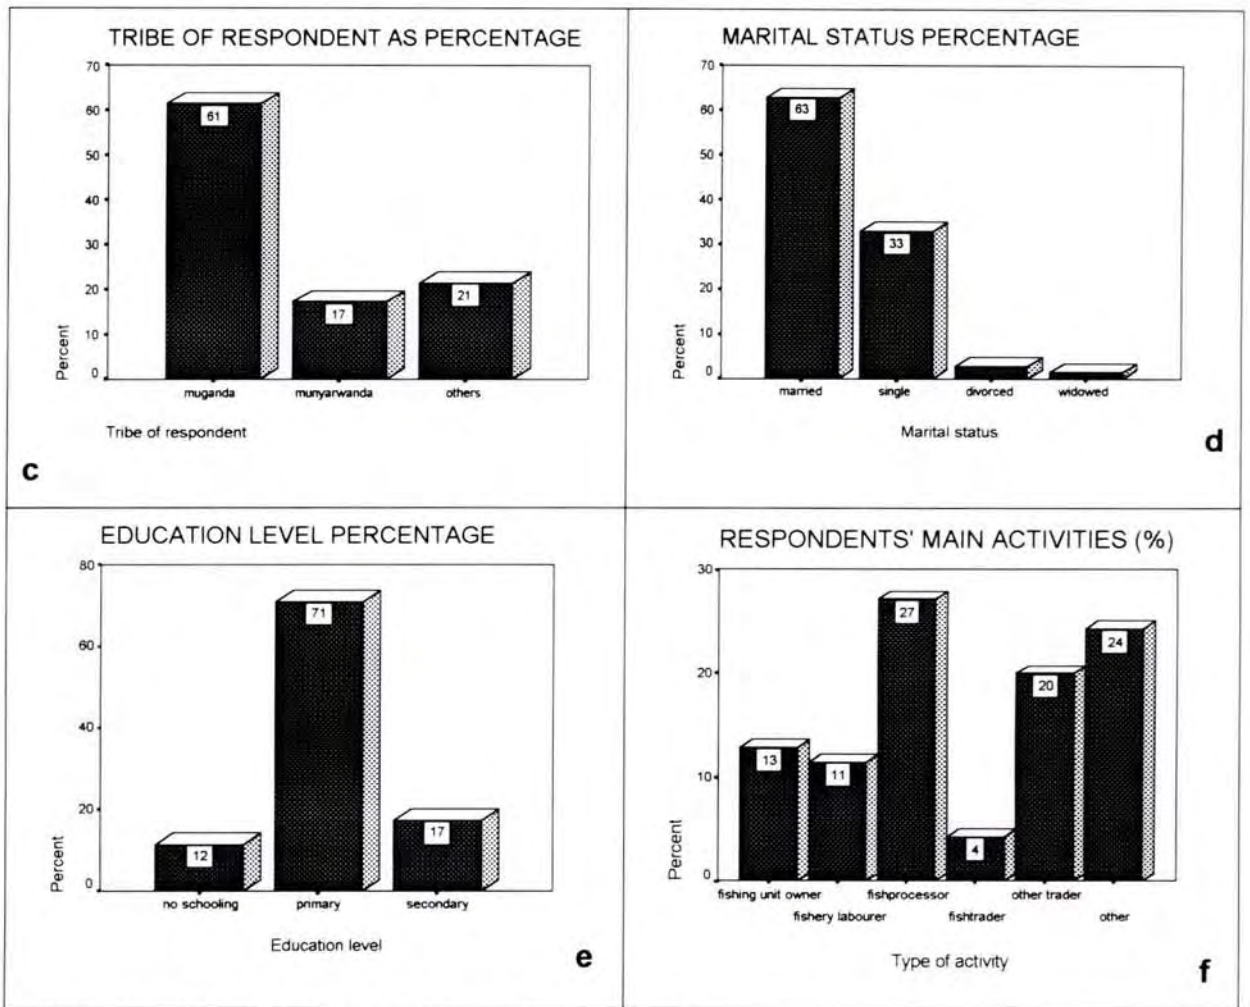 TRIBE OF RESPONDENT AS PERCENTAGE
70
60
50
40
30
20
10
0
Percent
61
17
21
muganda munyarwanda others
Tribe of respondent
c
MARITAL STATUS PERCENTAGE
70
60
50
40
30
20
10
0
Percent
63
33
married single divorced widowed
Marital status
d
EDUCATION LEVEL PERCENTAGE
80
60
40
20
0
Percent
12
71
17
no schooling primary secondary
Education level
e
RESPONDENTS' MAIN ACTIVITIES (%)
30
20
10
0
Percent
13
11
27
4
20
24
fishing unit owner fishprocessor other trader
fishery labourer fishtrader other
Type of activity
f